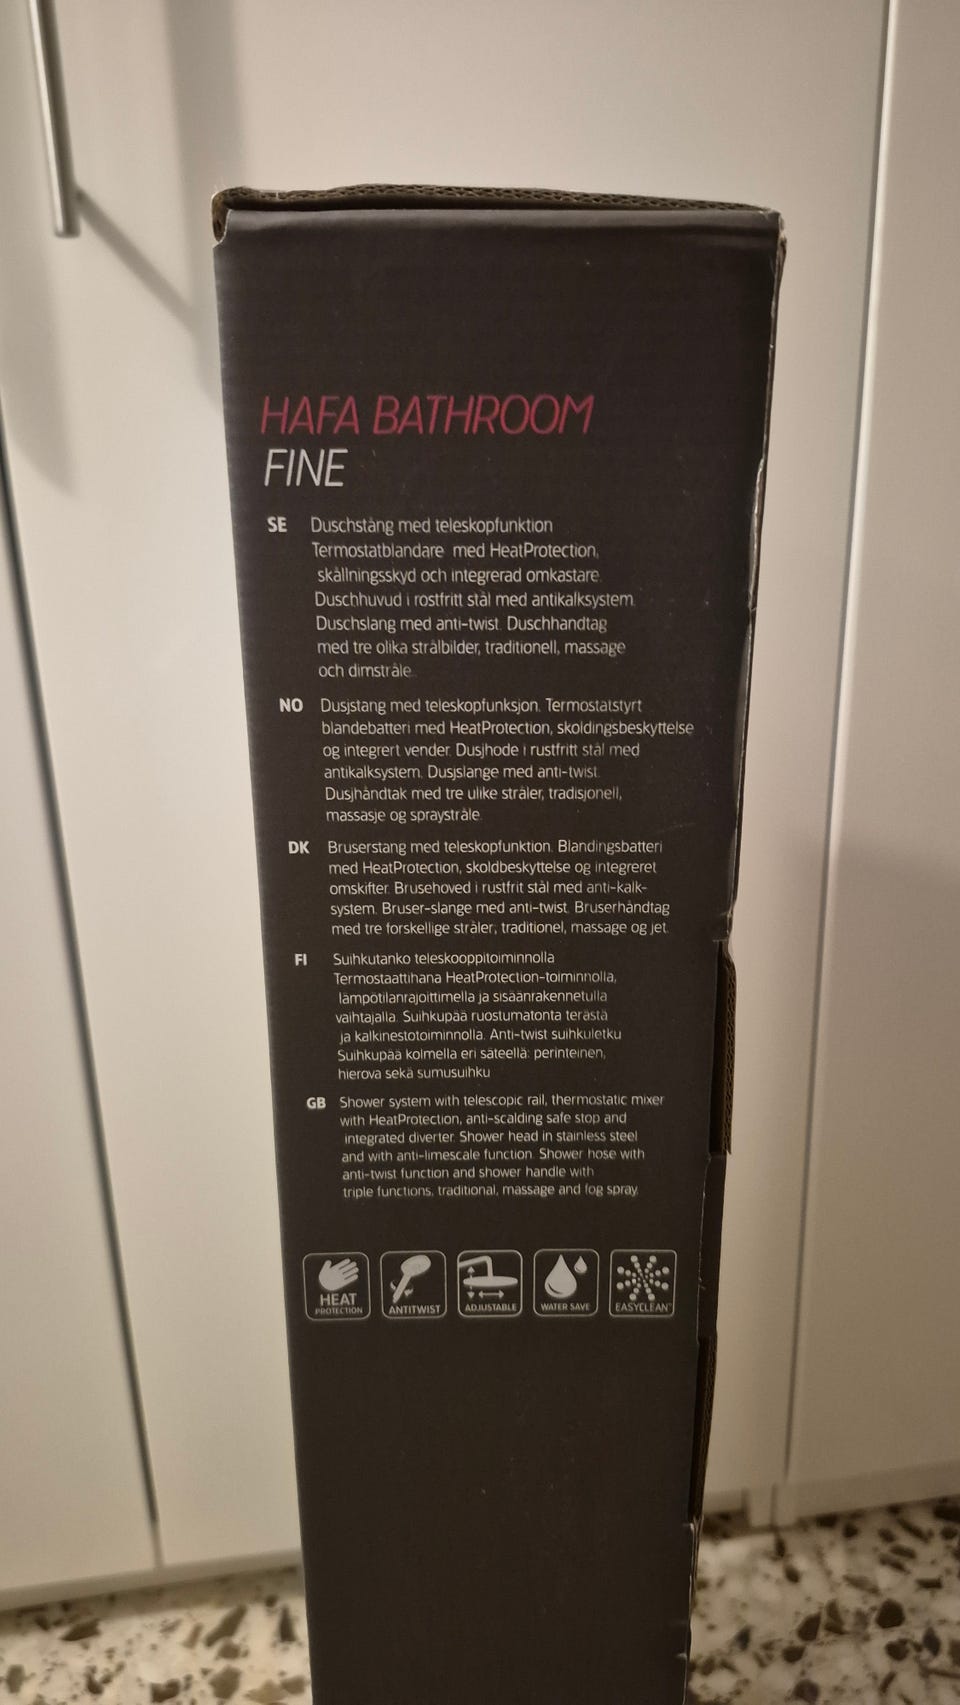 HAFA BATHROOM
FINE
SE Duschstång med teleskopfunktion
Termostatblandare med HeatProtection,
skållningsskyd och integrerad omkastare.
Duschhuvud i rostfritt stål med antikalksystem.
Duschslang med anti-twist. Duschhandtag
med tre olika strålbilder, traditionell, massage
och dimstråle.
NO Dusjstang med teleskopfunksjon. Termostatstyrt
blandebatteri med HeatProtection, skoldingsbeskyttelse
og integrert vender. Dusjhode i rustfritt stål med
antikalksystem. Dusjslange med anti-twist.
Dusjhåndtak med tre ulike stråler, tradisjonell,
massasje og spraystråle.
DK Bruserstang med teleskopfunktion. Blandingsbatteri
med HeatProtection, skoldbeskyttelse og integreret
omskifter. Brusehoved i rustfrit stål med anti-kalk-
system. Bruser-slange med anti-twist. Bruserhåndtag
med tre forskellige stråler, traditionel, massage og jet.
FI Suihkutanko teleskooppitoiminnolla
Termostaattihana HeatProtection-toiminnolla,
lämpötilanrajoittimella ja sisäänrakennetulla
vaihtajalla. Suihkupää ruostumatonta terästä
ja kalkinestotoiminnolla. Anti-twist suihkuletku
Suihkupää kolmella eri säteellä: perinteinen,
hierova sekä sumusuihku
GB Shower system with telescopic rail, thermostatic mixer
with HeatProtection, anti-scalding safe stop and
integrated diverter. Shower head in stainless steel
and with anti-limescale function. Shower hose with
anti-twist function and shower handle with
triple functions, traditional, massage and fog spray.
HEAT
PROTECTION
ANTITWIST
ADJUSTABLE
WATER SAVE
EASYCLEAN™